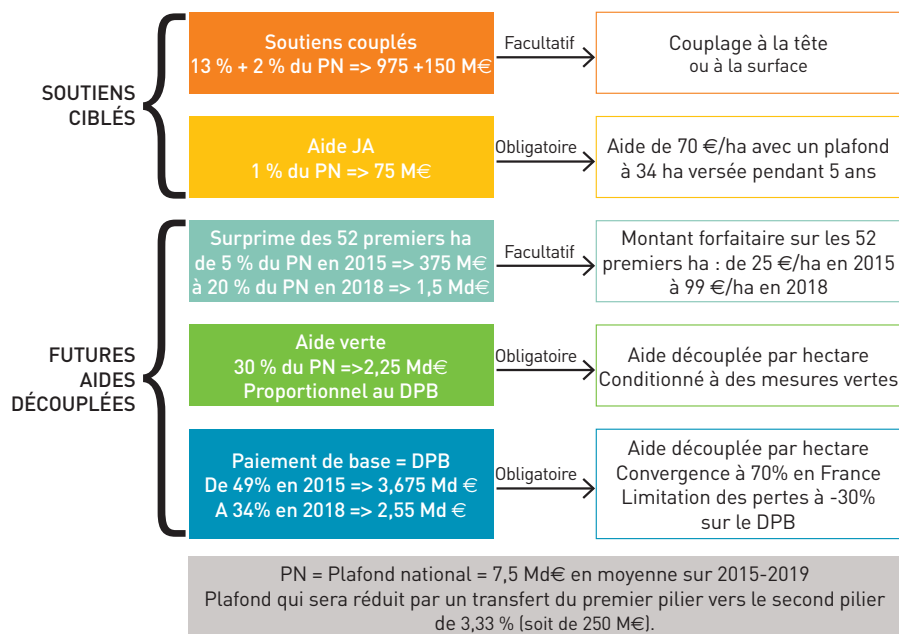 SOUTIENS
CIBLÉS
Soutiens couplés
13 % + 2 % du PN => 975 +150 M€
Facultatif
Couplage à la tête
ou à la surface
Aide JA
1 % du PN => 75 M€
Obligatoire
Aide de 70 €/ha avec un plafond
à 34 ha versée pendant 5 ans
FUTURES
AIDES
DÉCOUPLÉES
Surprime des 52 premiers ha
de 5 % du PN en 2015 => 375 M€
à 20 % du PN en 2018 => 1,5 Md€
Facultatif
Montant forfaitaire sur les 52
premiers ha : de 25 €/ha en 2015
à 99 €/ha en 2018
Aide verte
30 % du PN =>2,25 Md€
Proportionnel au DPB
Obligatoire
Aide découplée par hectare
Conditionné à des mesures vertes
Paiement de base = DPB
De 49% en 2015 => 3,675 Md €
A 34% en 2018 => 2,55 Md €
Obligatoire
Aide découplée par hectare
Convergence à 70% en France
Limitation des pertes à -30%
sur le DPB
PN = Plafond national = 7,5 Md€ en moyenne sur 2015-2019
Plafond qui sera réduit par un transfert du premier pilier vers le second pilier
de 3,33 % (soit de 250 M€).